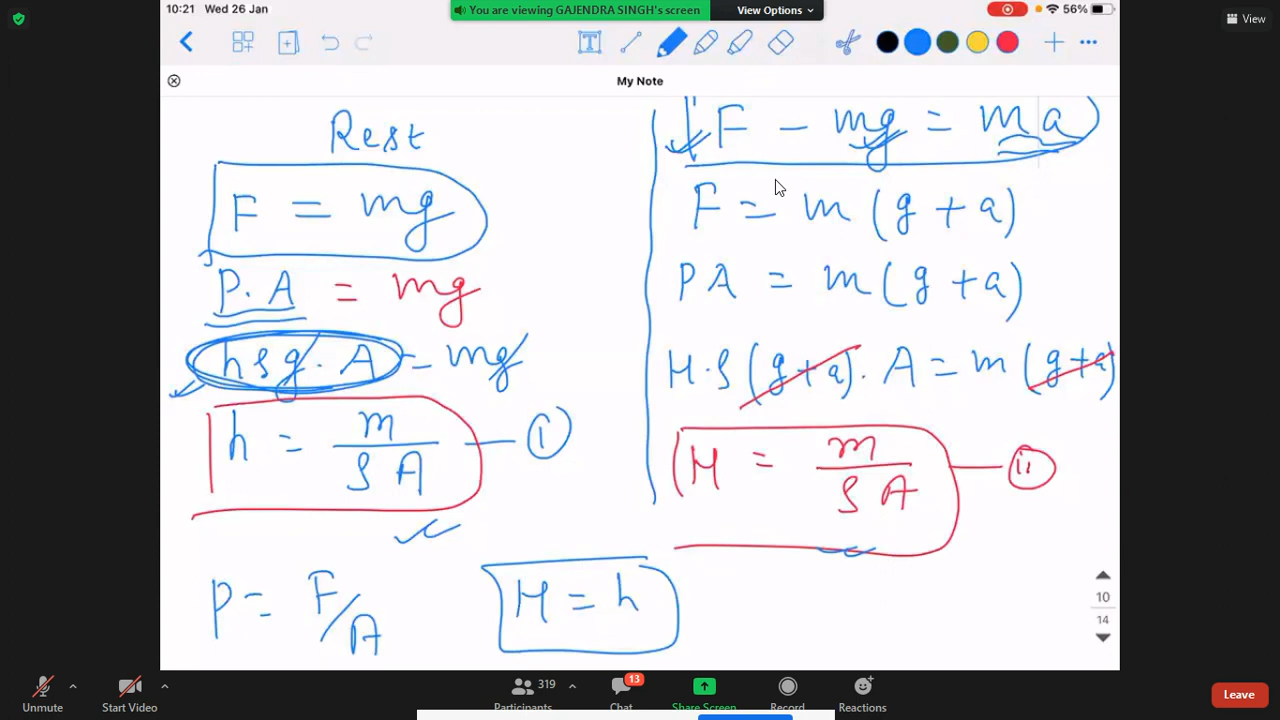 10:21 Wed 26 Jan
You are viewing GAJENDRA SINGH's screen
View Options
56%
View
My Note
Rest
F = mg
P.A = mg
hρg.A = mg
h = m/ρA — (i)
P = F/A
F - mg = ma
F = m(g+a)
PA = m(g+a)
H.ρ(g+a).A = m(g+a)
H = m/ρA — (ii)
H = h
10
14
Unmute
Start Video
319
Participants
13
Chat
Share Screen
Record
Reactions
Leave